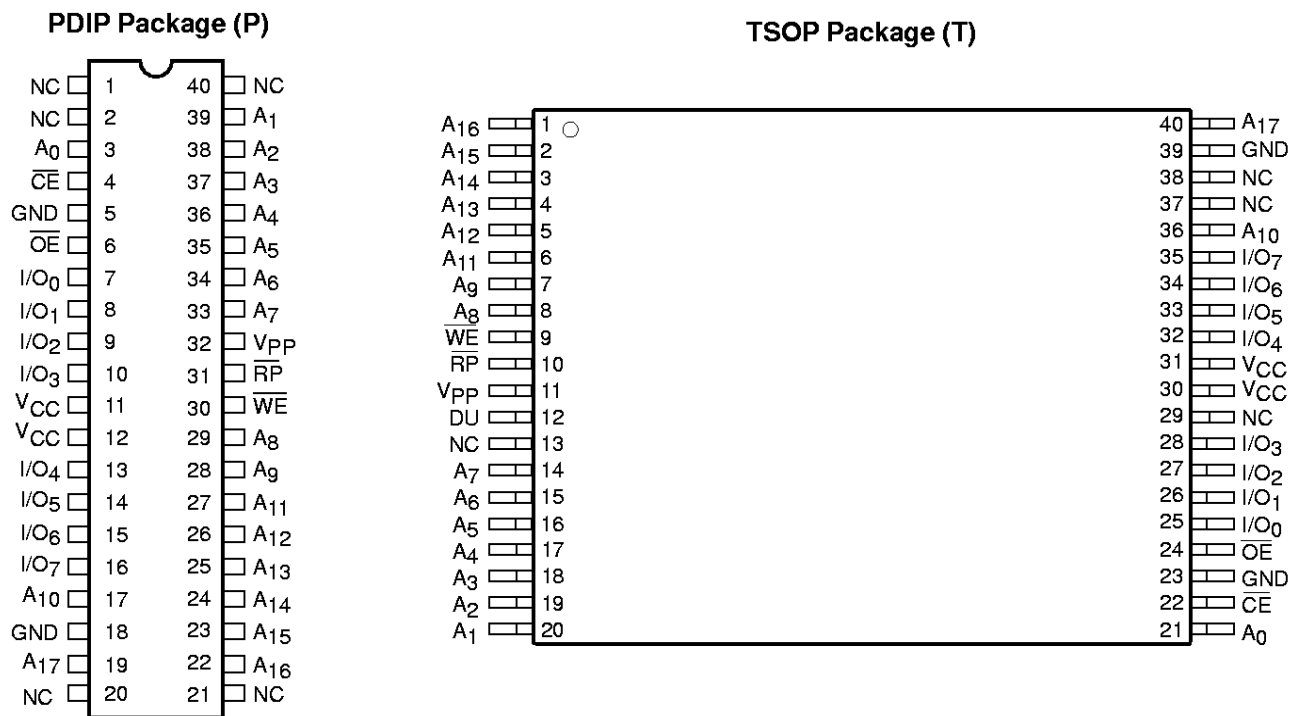 PDIP Package (P)
NC 1 40 NC
NC 2 39 A1
A0 3 38 A2
C̅E̅ 4 37 A3
GND 5 36 A4
O̅E̅ 6 35 A5
I/O0 7 34 A6
I/O1 8 33 A7
I/O2 9 32 VPP
I/O3 10 31 R̅P̅
VCC 11 30 W̅E̅
VCC 12 29 A8
I/O4 13 28 A9
I/O5 14 27 A11
I/O6 15 26 A12
I/O7 16 25 A13
A10 17 24 A14
GND 18 23 A15
A17 19 22 A16
NC 20 21 NC
TSOP Package (T)
A16 1 40 A17
A15 2 39 GND
A14 3 38 NC
A13 4 37 NC
A12 5 36 A10
A11 6 35 I/O7
A9 7 34 I/O6
A8 8 33 I/O5
W̅E̅ 9 32 I/O4
R̅P̅ 10 31 VCC
VPP 11 30 VCC
DU 12 29 NC
NC 13 28 I/O3
A7 14 27 I/O2
A6 15 26 I/O1
A5 16 25 I/O0
A4 17 24 O̅E̅
A3 18 23 GND
A2 19 22 C̅E̅
A1 20 21 A0